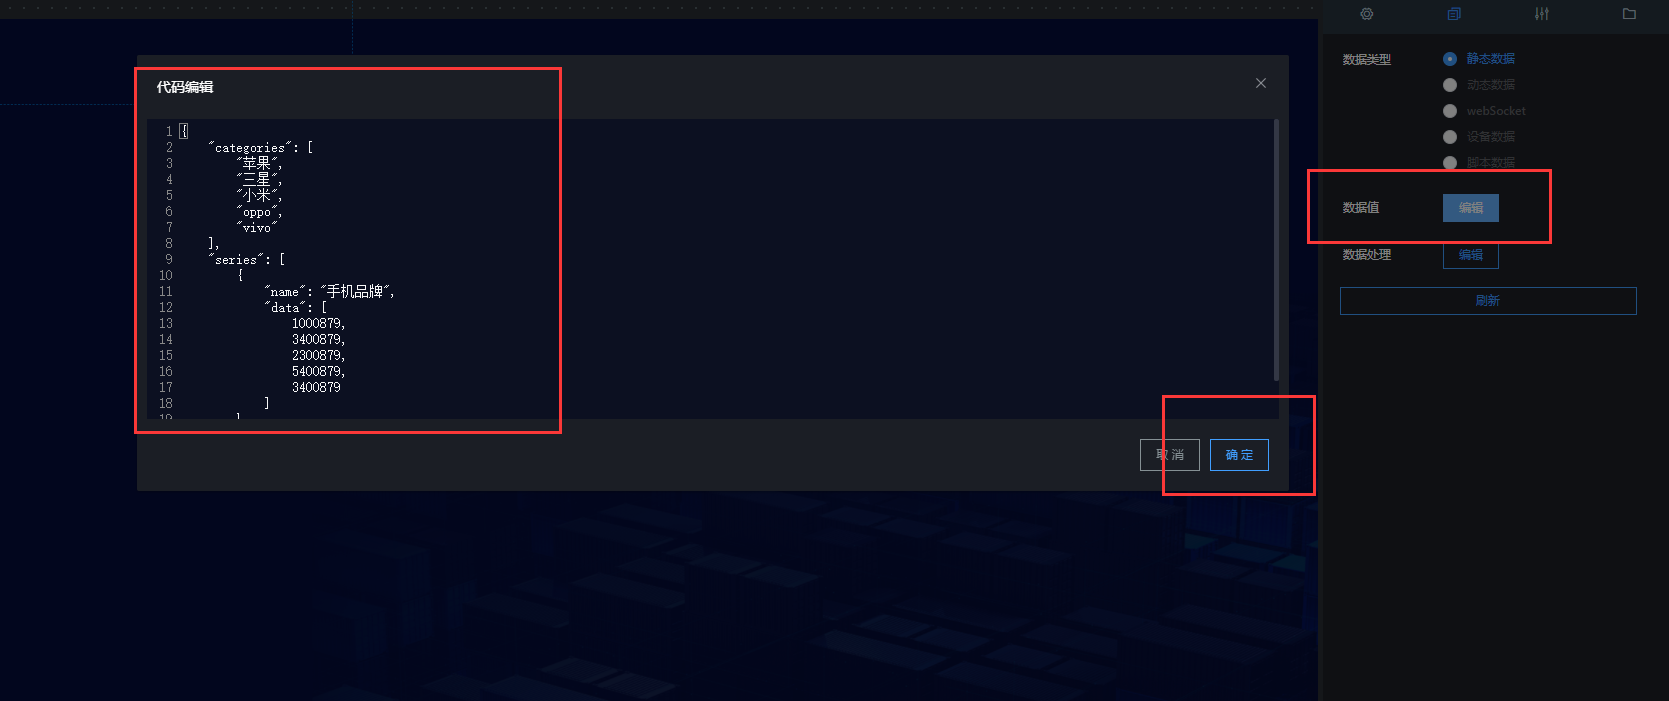 代码编辑
1 {
2 "categories": [
3 "苹果",
4 "三星",
5 "小米",
6 "oppo",
7 "vivo"
8 ],
9 "series": [
10 {
11 "name": "手机品牌",
12 "data": [
13 1000879,
14 3400879,
15 2300879,
16 5400879,
17 3400879
18 ]
19
取消 确定
数据类型 静态数据
动态数据
webSocket
设备数据
脚本数据
数据值 编辑
数据处理 编辑
刷新